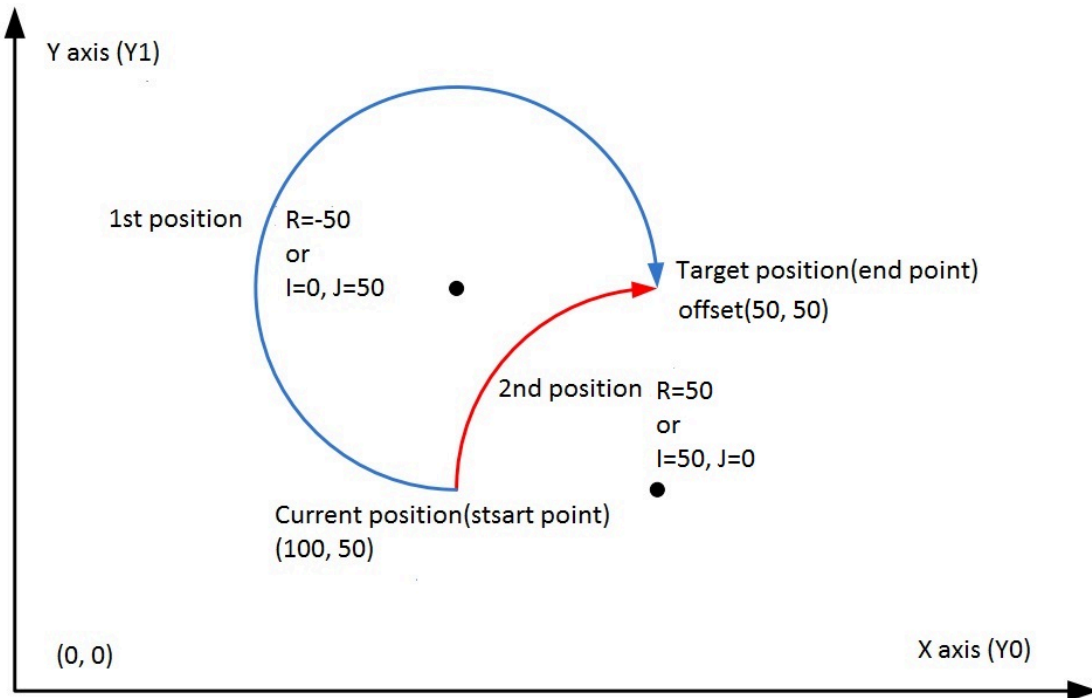 Y axis (Y1)
1st position
R=-50
or
I=0, J=50
Target position(end point)
offset(50, 50)
2nd position
R=50
or
I=50, J=0
Current position(stsart point)
(100, 50)
(0, 0)
X axis (Y0)